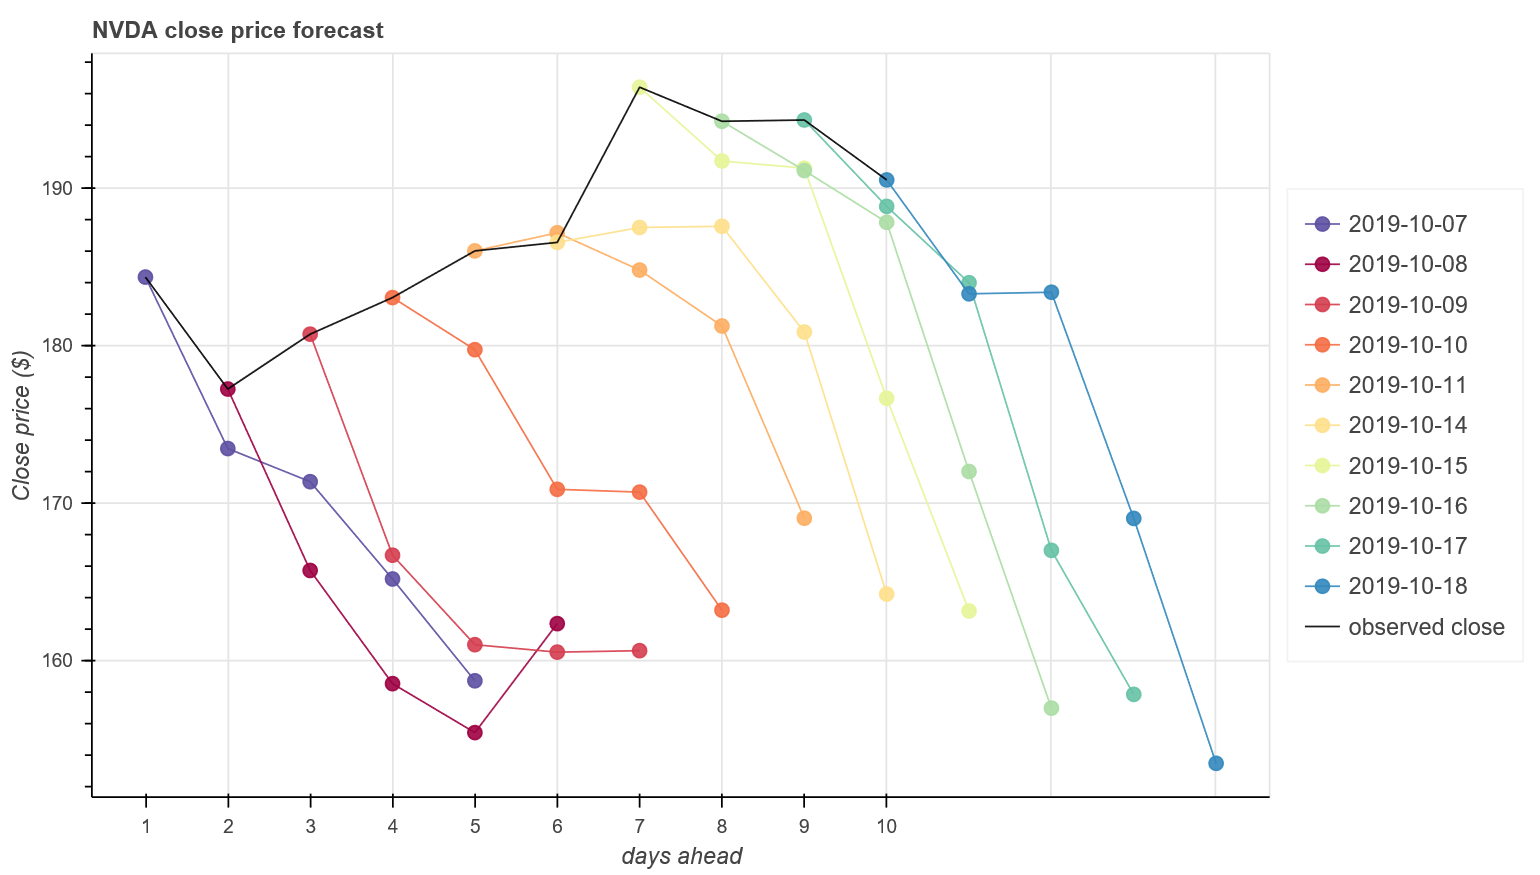 NVDA close price forecast
Close price ($)
190
180
170
160
1 2 3 4 5 6 7 8 9 10
days ahead
2019-10-07
2019-10-08
2019-10-09
2019-10-10
2019-10-11
2019-10-14
2019-10-15
2019-10-16
2019-10-17
2019-10-18
observed close